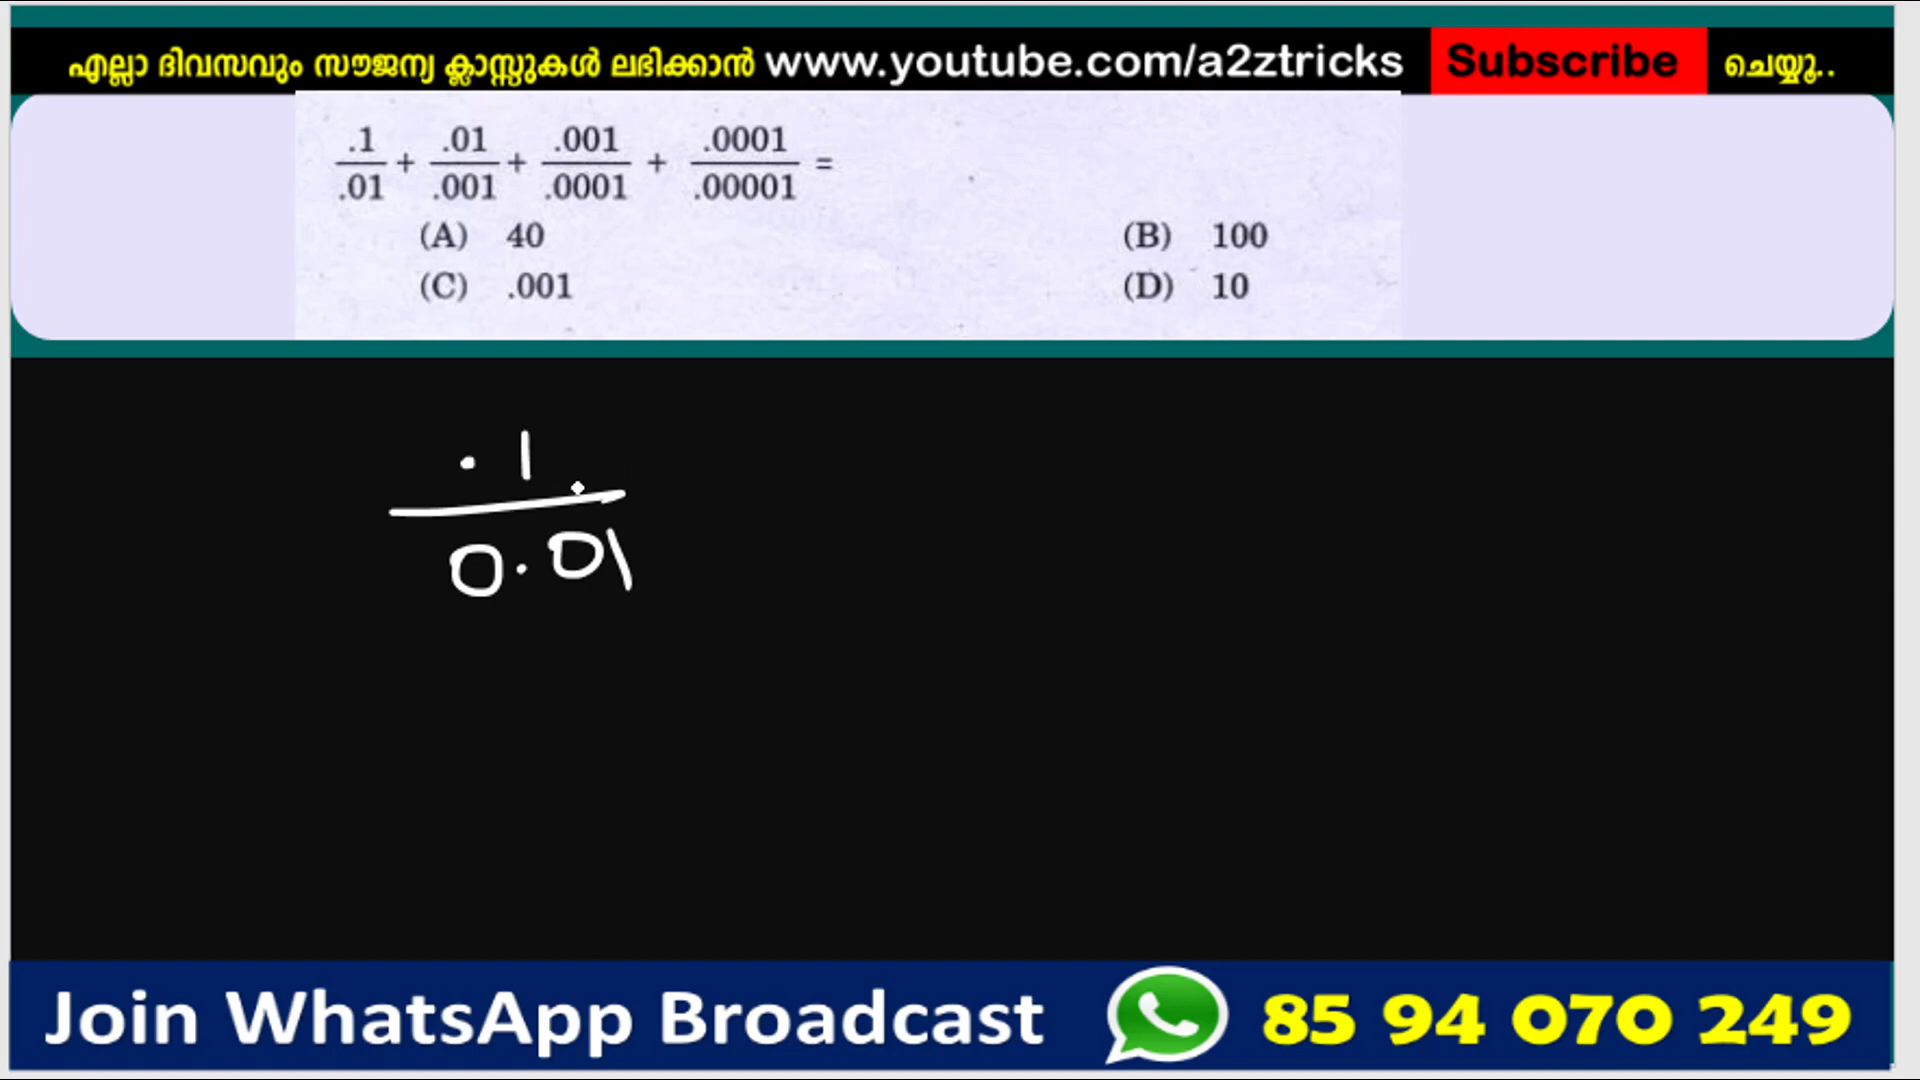 എല്ലാ ദിവസവും സൗജന്യ ക്ലാസ്സുകൾ ലഭിക്കാൻ www.youtube.com/a2ztricks Subscribe ചെയ്യൂ..
.1/.01 + .01/.001 + .001/.0001 + .0001/.00001 =
(A) 40 (B) 100
(C) .001 (D) 10
.1
0.01
Join WhatsApp Broadcast 85 94 070 249